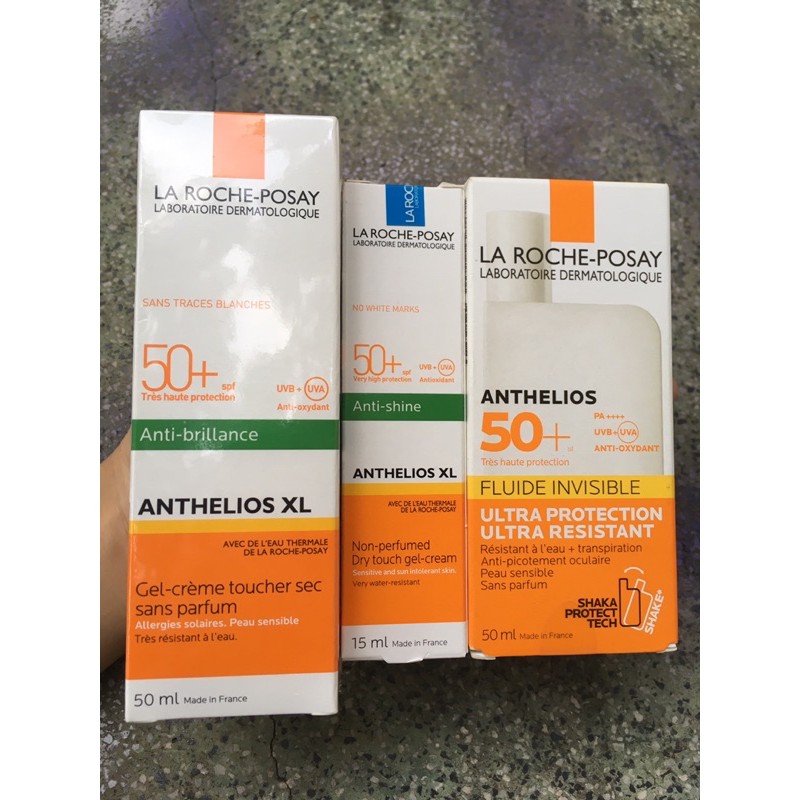 LA ROCHE-POSAY
LABORATOIRE DERMATOLOGIQUE
SANS TRACES BLANCHES
50+ spf
Très haute protection
UVB + UVA
Anti-oxydant
Anti-brillance
ANTHELIOS XL
AVEC DE L'EAU THERMALE
DE LA ROCHE-POSAY
Gel-crème toucher sec
sans parfum
Allergies solaires. Peau sensible
Très résistant à l'eau.
50 ml Made in France
LA ROC
LA ROCHE-POSAY
LABORATOIRE DERMATOLOGIQUE
NO WHITE MARKS
50+ spf
Very high protection
UVB + UVA
Antioxidant
Anti-shine
ANTHELIOS XL
AVEC DE L'EAU THERMALE
DE LA ROCHE-POSAY
Non-perfumed
Dry touch gel-cream
Sensitive and sun intolerant skin.
Very water-resistant
15 ml Made in France
LA ROCHE-POSAY
LABORATOIRE DERMATOLOGIQUE
ANTHELIOS
50+
Très haute protection
PA ++++
UVB + UVA
ANTI-OXYDANT
FLUIDE INVISIBLE
ULTRA PROTECTION
ULTRA RESISTANT
Résistant à l'eau + transpiration
Anti-picotement oculaire
Peau sensible
Sans parfum
SHAKA
PROTECT
TECH
SHAKE*
50 ml Made in France